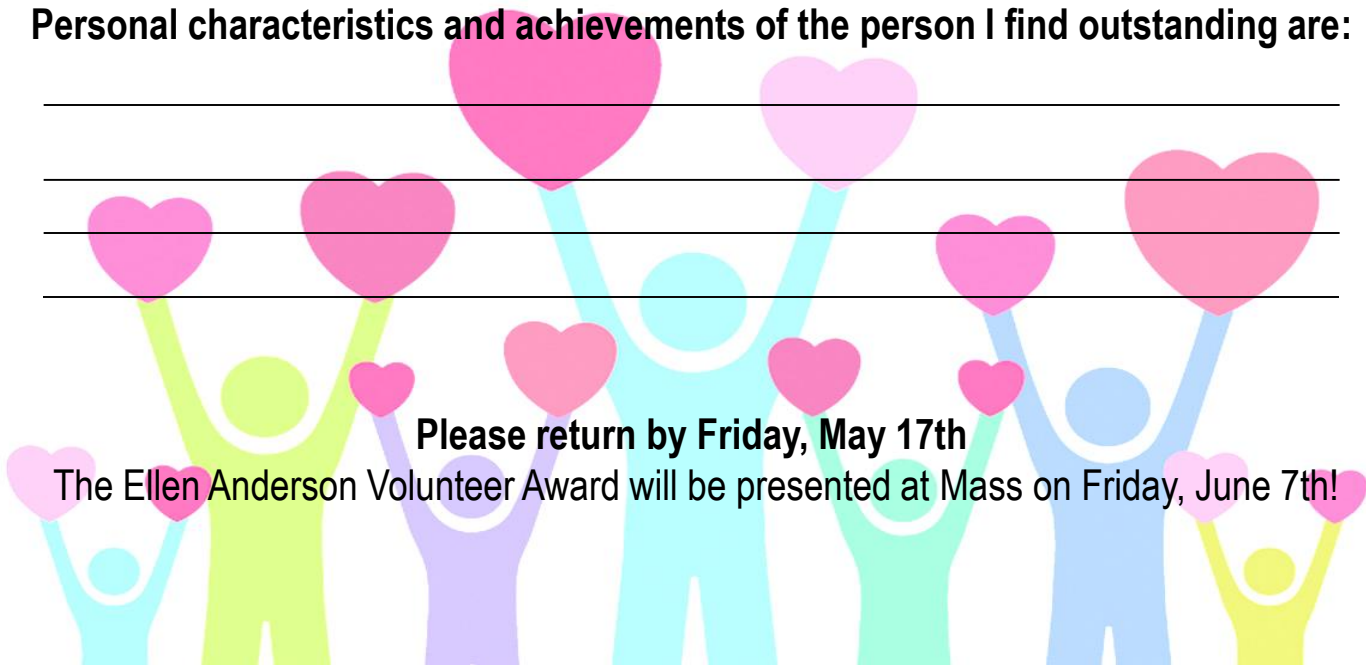 Personal characteristics and achievements of the person I find outstanding are:
Please return by Friday, May 17th
The Ellen Anderson Volunteer Award will be presented at Mass on Friday, June 7th!